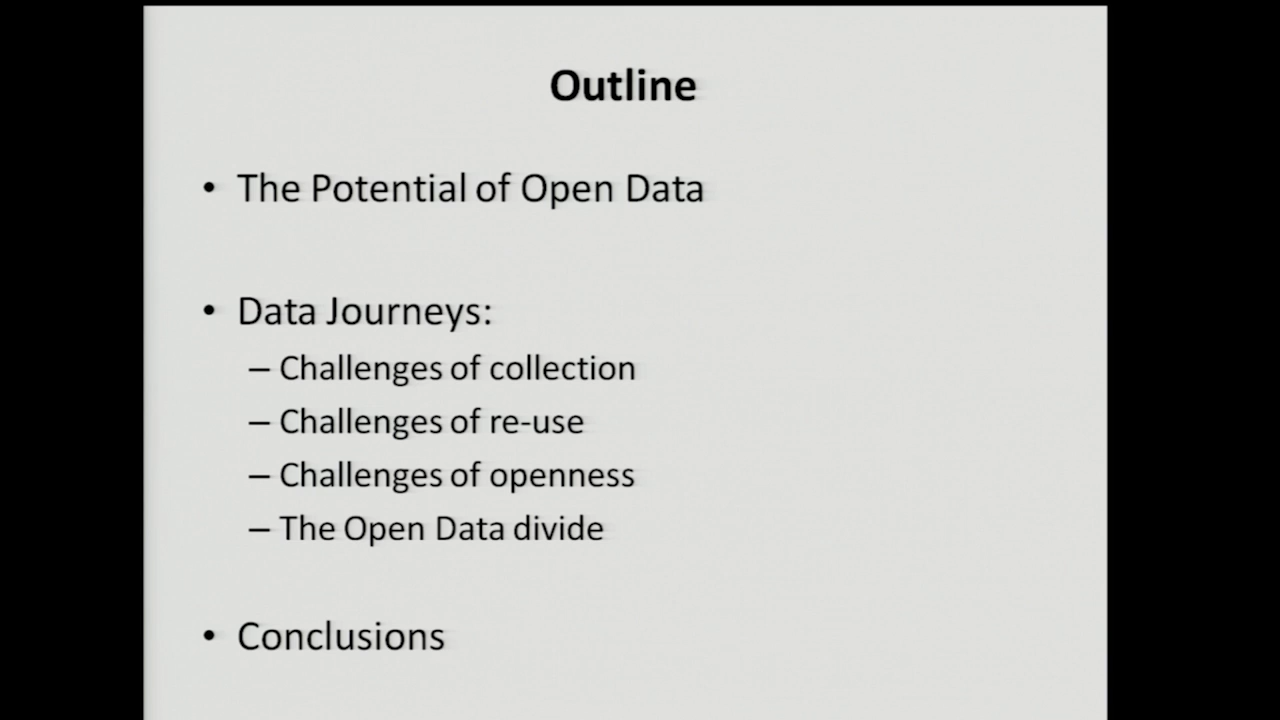 Outline
• The Potential of Open Data
• Data Journeys:
– Challenges of collection
– Challenges of re-use
– Challenges of openness
– The Open Data divide
• Conclusions